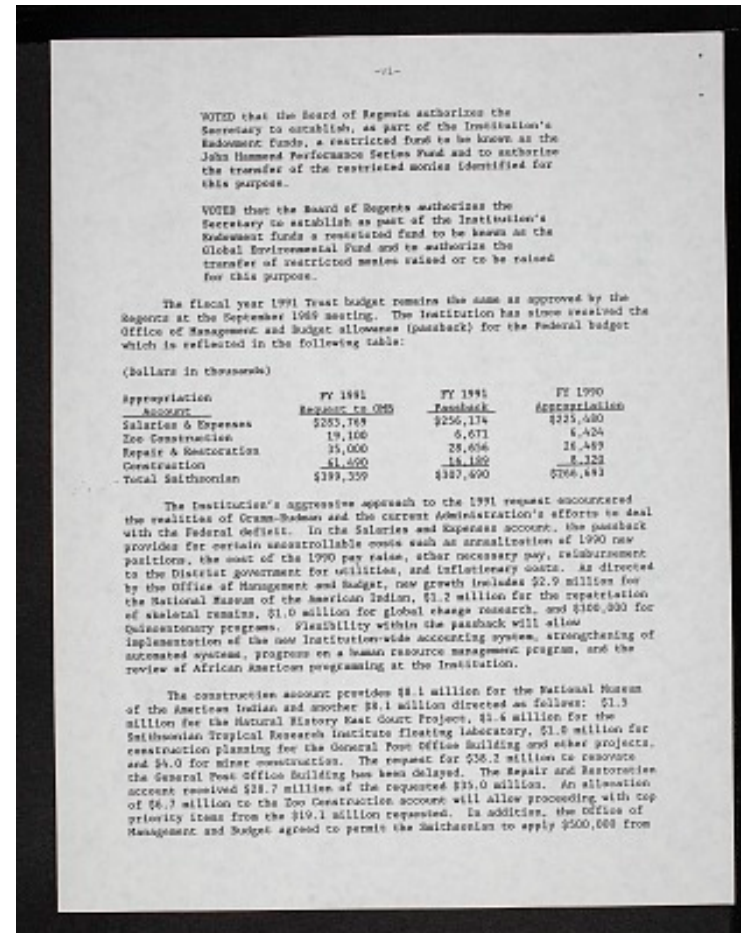 -vi-
VOTED that the Board of Regents authorizes the
Secretary to establish, as part of the Institution's
Endowment funds, a restricted fund to be known as the
John Hammond Performance Series Fund and to authorize
the transfer of the restricted monies identified for
this purpose.
VOTED that the Board of Regents authorizes the
Secretary to establish as part of the Institution's
Endowment funds a restricted fund to be known as the
Global Environmental Fund and to authorize the
transfer of restricted monies raised or to be raised
for this purpose.
The fiscal year 1991 Trust budget remains the same as approved by the
Regents at the September 1989 meeting. The Institution has since received the
Office of Management and Budget allowance (passback) for the Federal budget
which is reflected in the following table:
(Dollars in thousands)
Appropriation FY 1991 FY 1991 FY 1990
Account Request to OMB Passback Appropriation
Salaries & Expenses $283,769 $256,174 $225,480
Zoo Construction 19,100 6,671 6,424
Repair & Restoration 35,000 28,656 26,469
Construction 61,490 16,189 8,320
Total Smithsonian $399,359 $307,690 $266,693
The Institution's aggressive approach to the 1991 request encountered
the realities of Gramm-Rudman and the current Administration's efforts to deal
with the Federal deficit. In the Salaries and Expenses account, the passback
provides for certain uncontrollable costs such as annualization of 1990 new
positions, the cost of the 1990 pay raise, other necessary pay, reimbursement
to the District government for utilities, and inflationary costs. As directed
by the Office of Management and Budget, new growth includes $2.9 million for
the National Museum of the American Indian, $1.2 million for the repatriation
of skeletal remains, $1.0 million for global change research, and $300,000 for
Quincentenary programs. Flexibility within the passback will allow
implementation of the new Institution-wide accounting system, strengthening of
automated systems, progress on a human resource management program, and the
review of African American programming at the Institution.
The construction account provides $8.1 million for the National Museum
of the American Indian and another $8.1 million directed as follows: $1.5
million for the Natural History East Court Project, $1.6 million for the
Smithsonian Tropical Research Institute floating laboratory, $1.0 million for
construction planning for the General Post Office Building and other projects,
and $4.0 for minor construction. The request for $38.2 million to renovate
the General Post Office Building has been delayed. The Repair and Restoration
account received $28.7 million of the requested $35.0 million. An allocation
of $6.7 million to the Zoo Construction account will allow proceeding with top
priority items from the $19.1 million requested. In addition, the Office of
Management and Budget agreed to permit the Smithsonian to apply $500,000 from